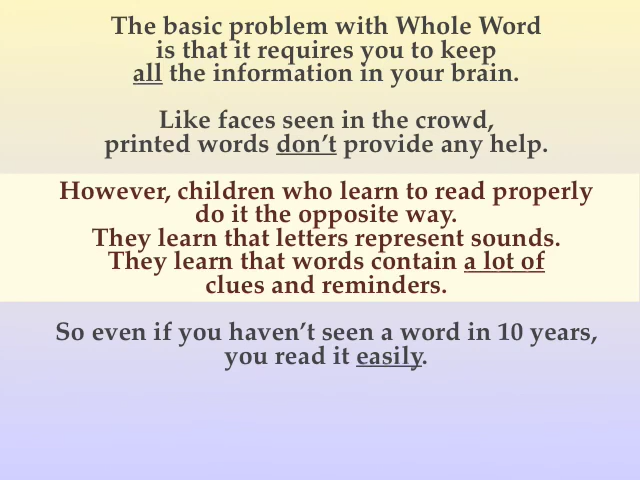 The basic problem with Whole Word
is that it requires you to keep
all the information in your brain.
Like faces seen in the crowd,
printed words don’t provide any help.
However, children who learn to read properly
do it the opposite way.
They learn that letters represent sounds.
They learn that words contain a lot of
clues and reminders.
So even if you haven’t seen a word in 10 years,
you read it easily.